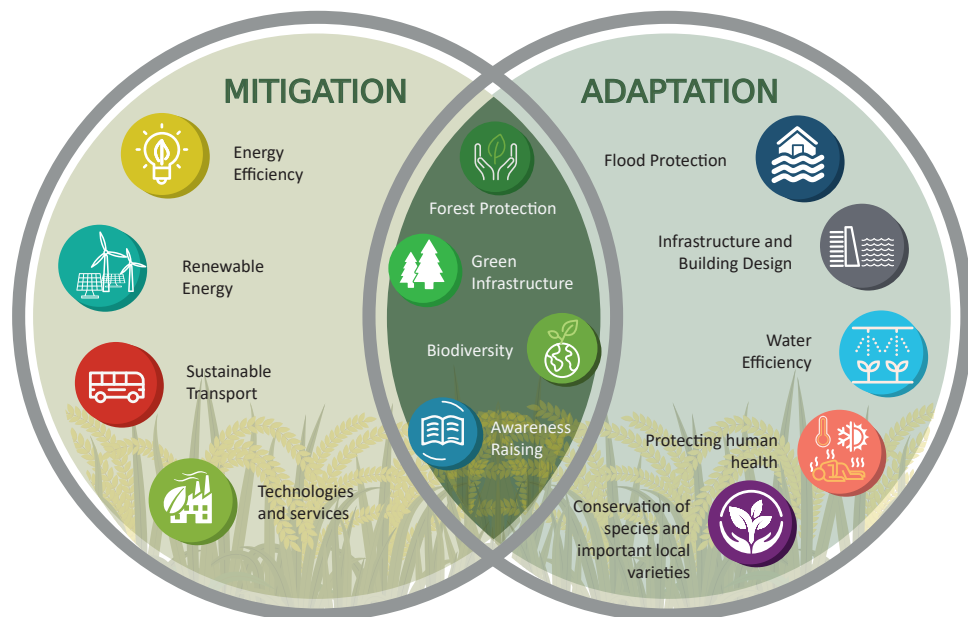 MITIGATION
Energy
Efficiency
Renewable
Energy
Sustainable
Transport
Technologies
and services
Forest Protection
Green
Infrastructure
Biodiversity
Awareness
Raising
ADAPTATION
Flood Protection
Infrastructure and
Building Design
Water
Efficiency
Protecting human
health
Conservation of
species and
important local
varieties